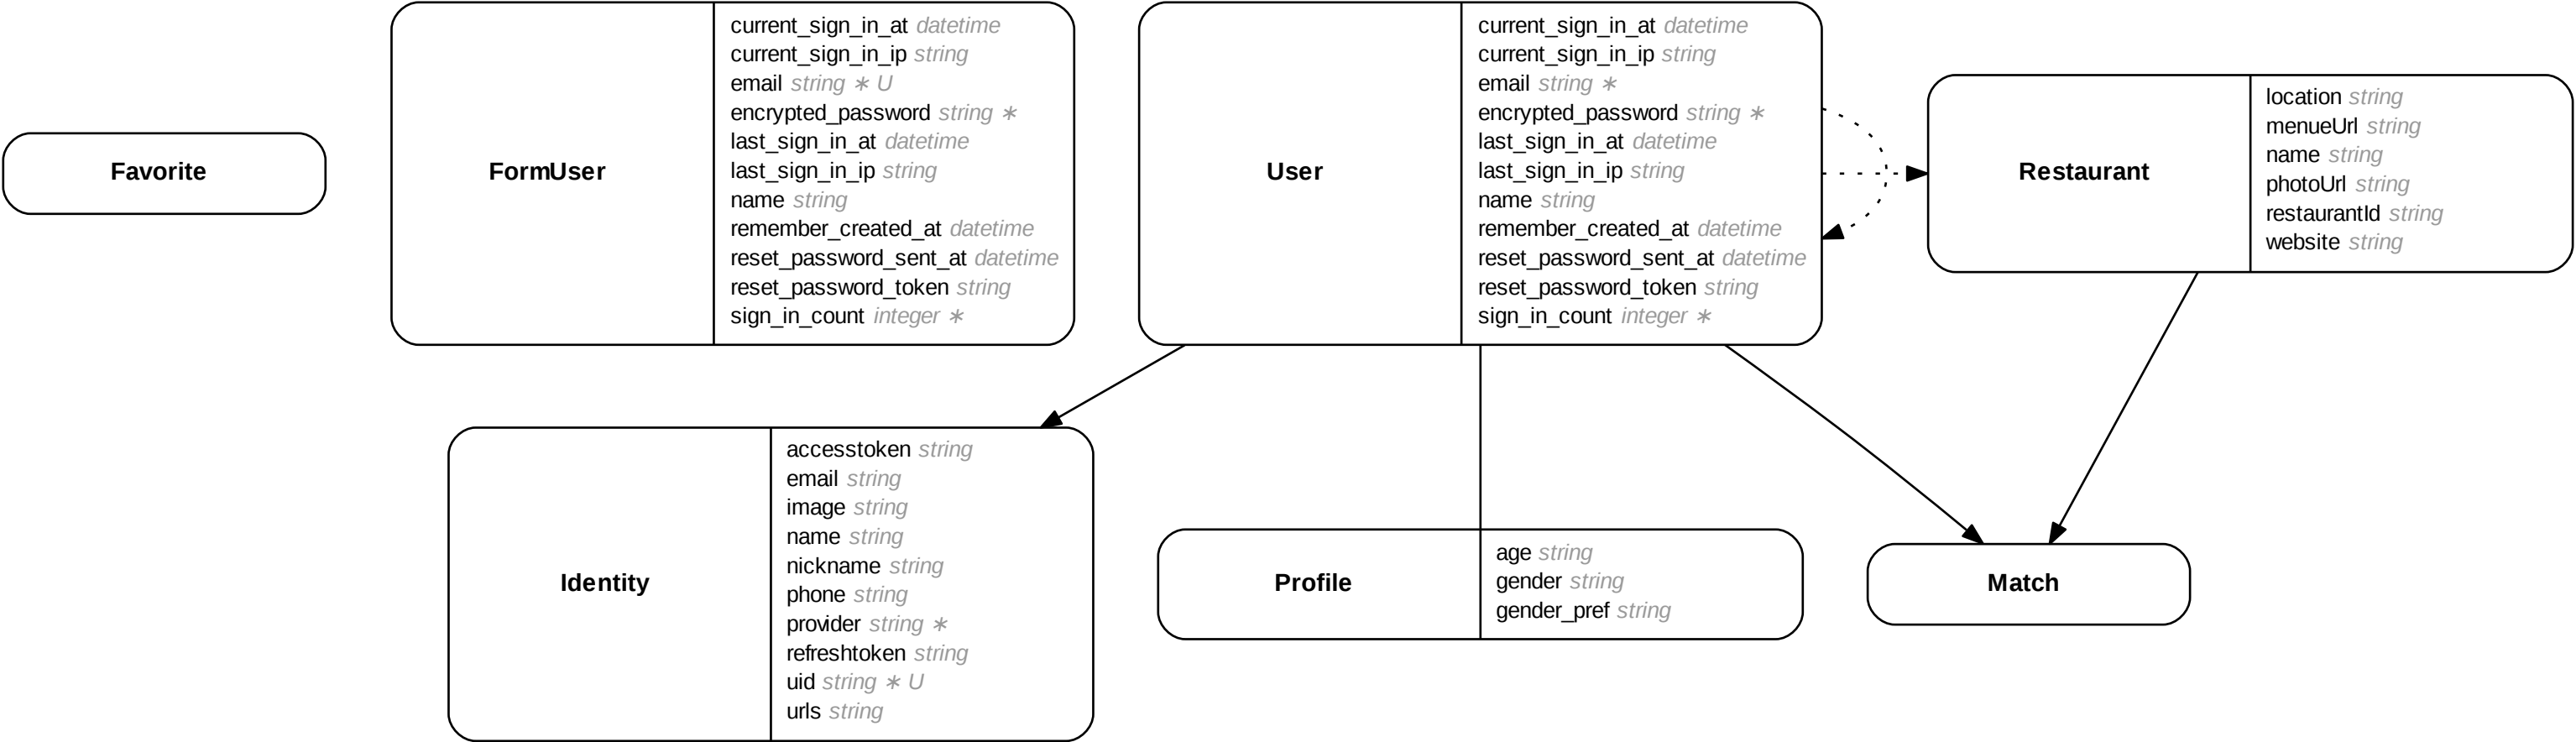 Favorite
FormUser
current_sign_in_at datetime
current_sign_in_ip string
email string ∗ U
encrypted_password string ∗
last_sign_in_at datetime
last_sign_in_ip string
name string
remember_created_at datetime
reset_password_sent_at datetime
reset_password_token string
sign_in_count integer ∗
User
current_sign_in_at datetime
current_sign_in_ip string
email string ∗
encrypted_password string ∗
last_sign_in_at datetime
last_sign_in_ip string
name string
remember_created_at datetime
reset_password_sent_at datetime
reset_password_token string
sign_in_count integer ∗
Restaurant
location string
menueUrl string
name string
photoUrl string
restaurantId string
website string
Identity
accesstoken string
email string
image string
name string
nickname string
phone string
provider string ∗
refreshtoken string
uid string ∗ U
urls string
Profile
age string
gender string
gender_pref string
Match